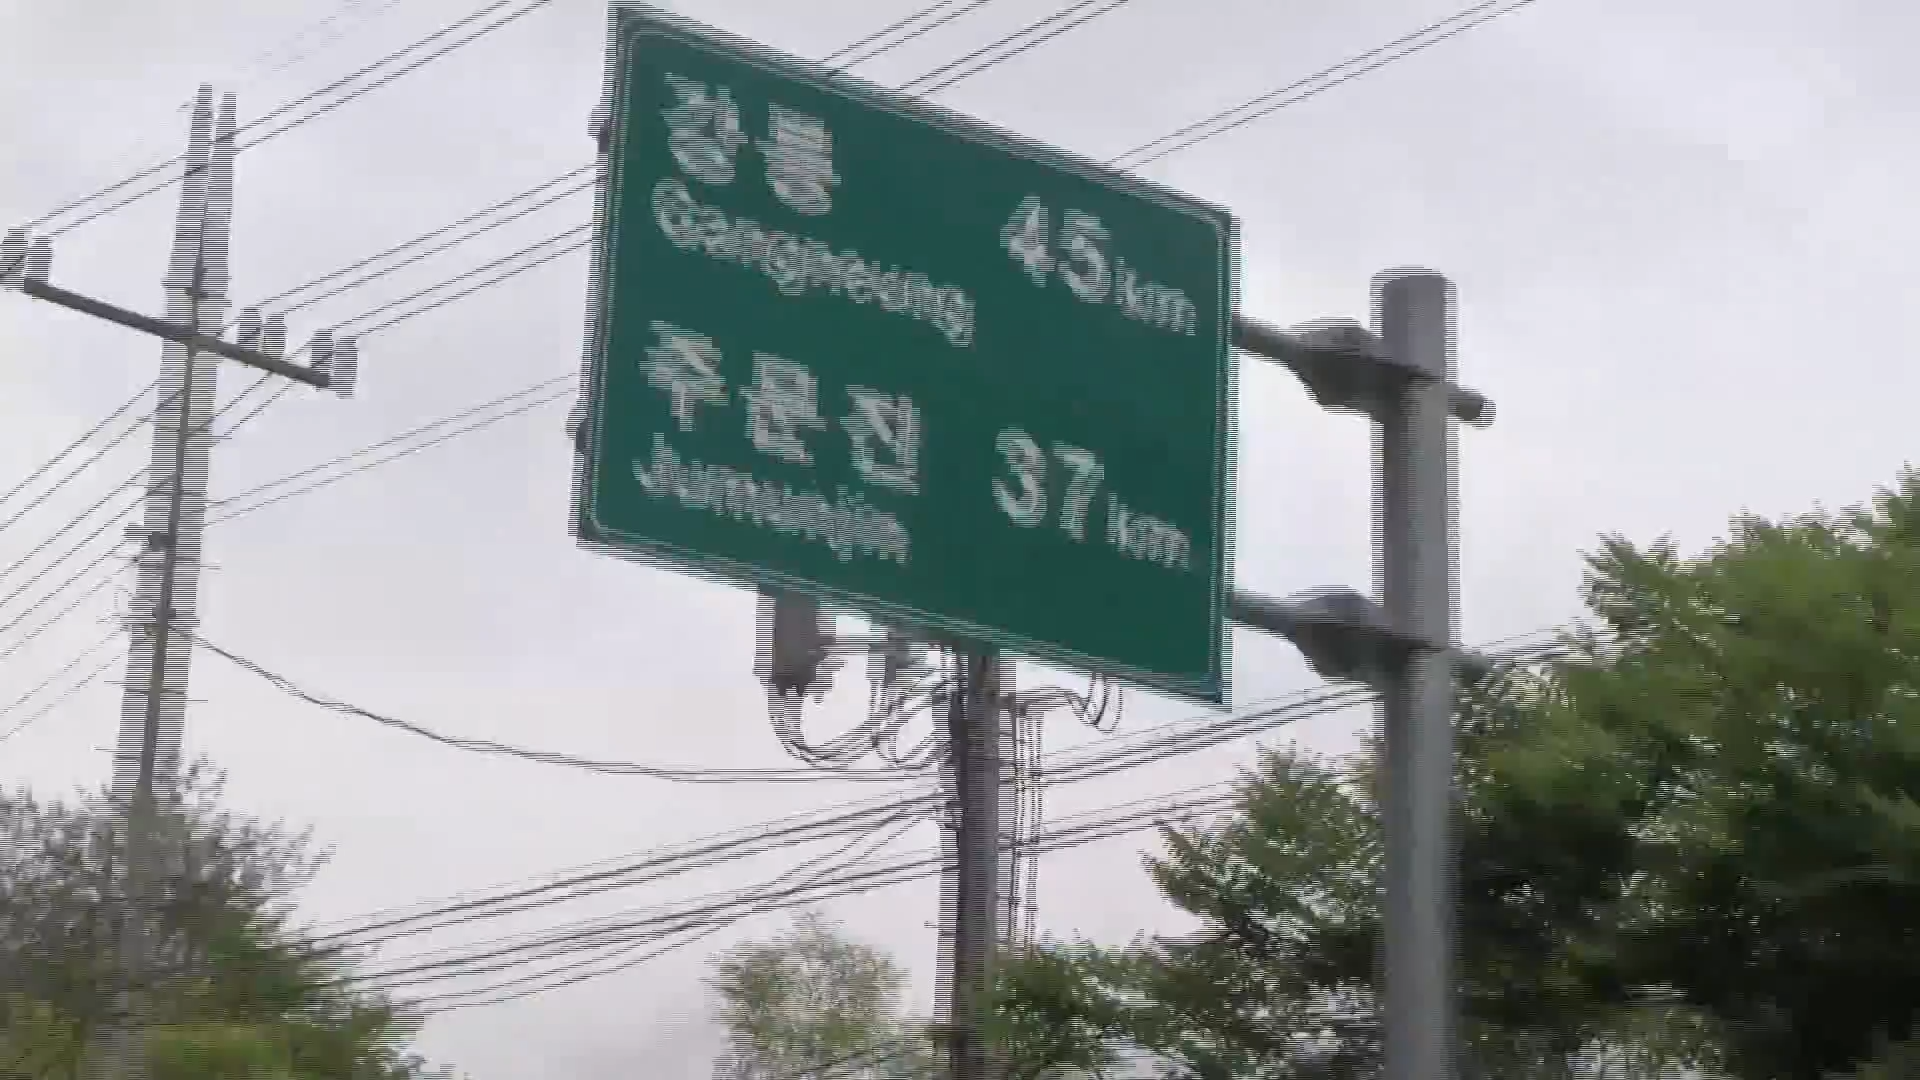 강릉
Gangneung 45km
주문진
Jumunjin 37km